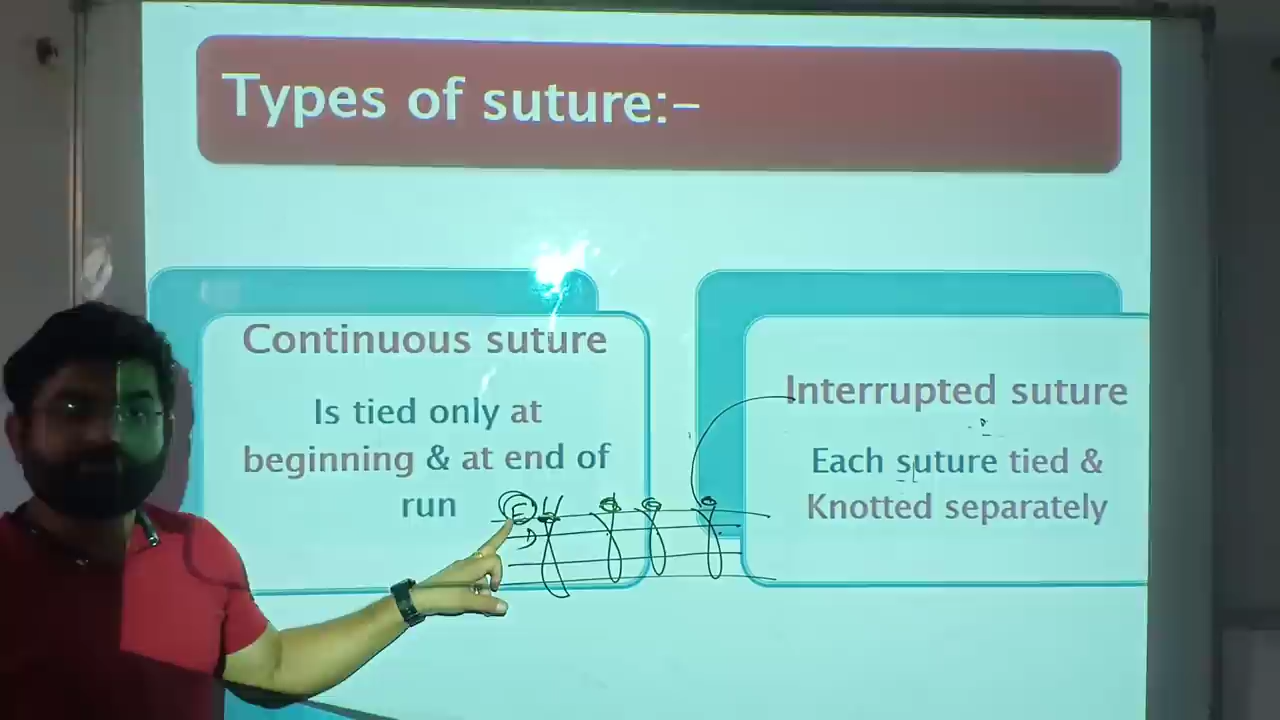 Types of suture:-
Continuous suture
Is tied only at
beginning & at end of
run
Interrupted suture
Each suture tied &
Knotted separately
E
D